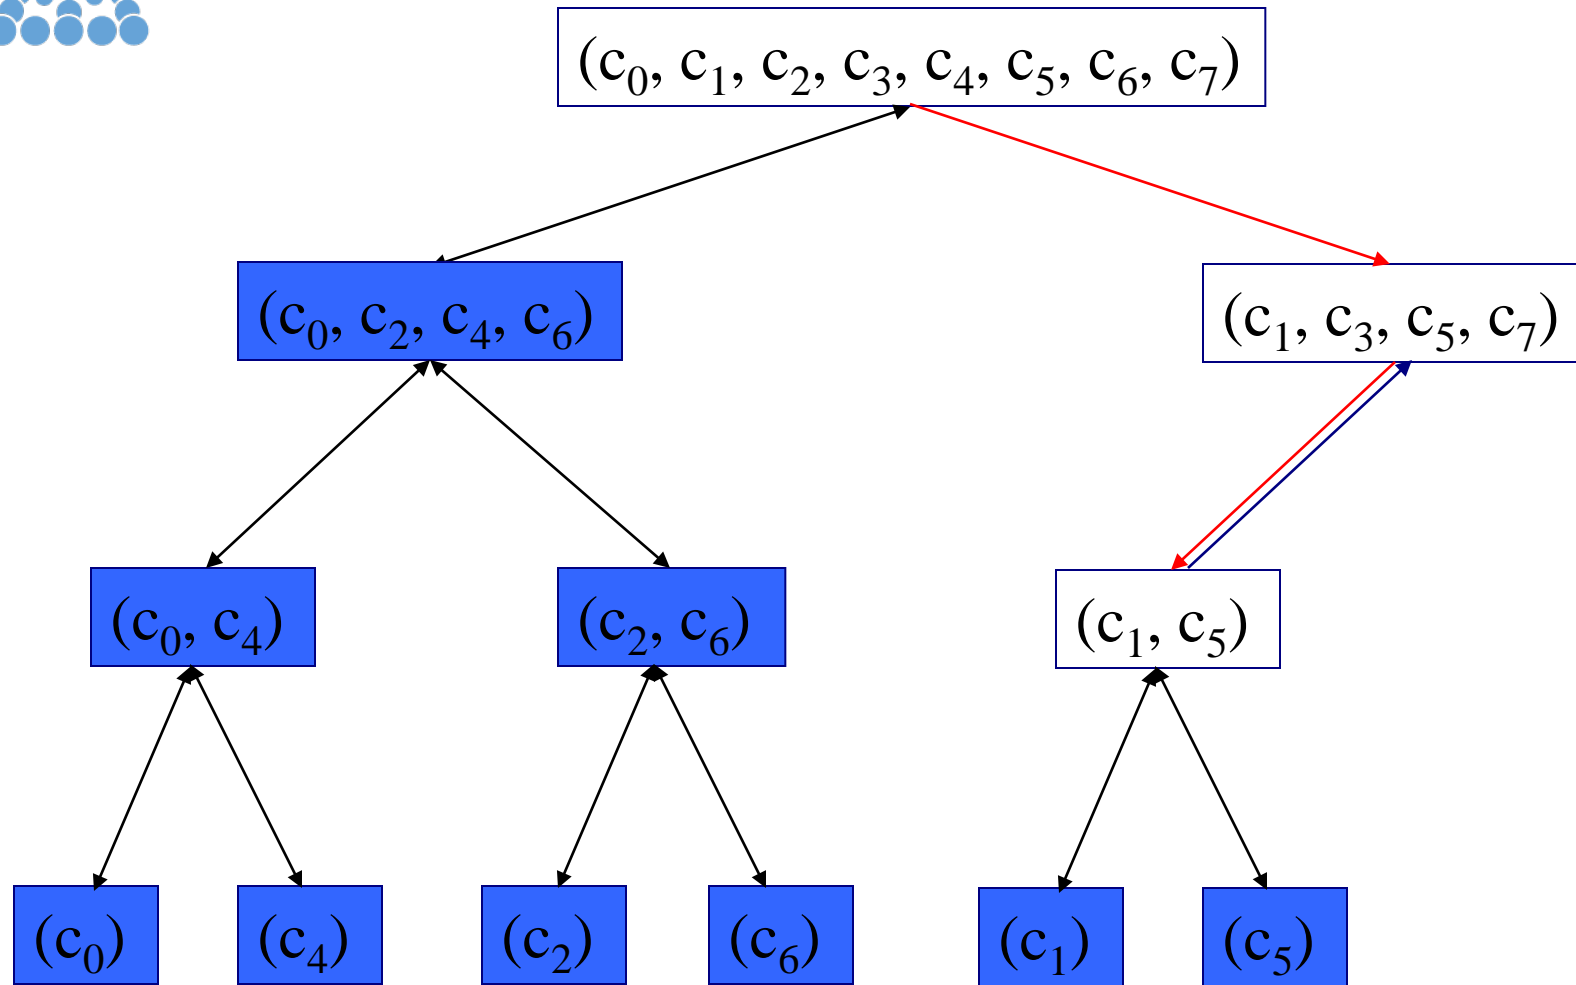 (c₀, c₁, c₂, c₃, c₄, c₅, c₆, c₇)
(c₀, c₂, c₄, c₆)
(c₁, c₃, c₅, c₇)
(c₀, c₄)
(c₂, c₆)
(c₁, c₅)
(c₀)
(c₄)
(c₂)
(c₆)
(c₁)
(c₅)